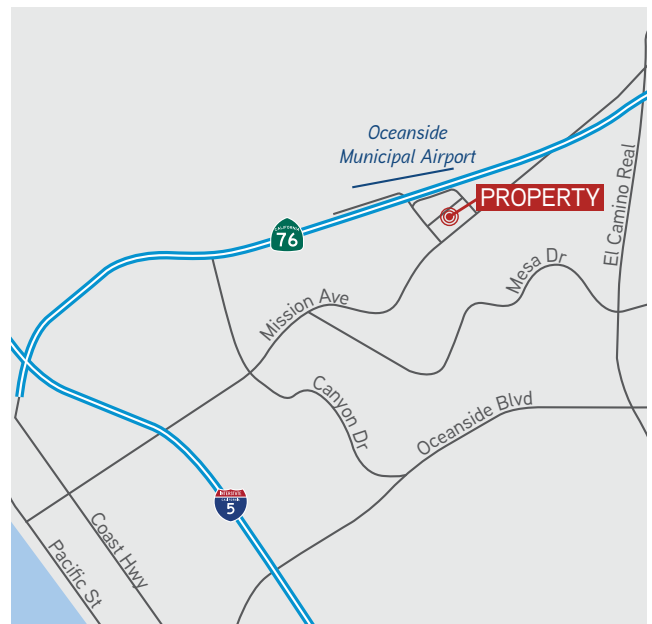 Oceanside
Municipal Airport
PROPERTY
El Camino Real
CALIFORNIA
76
Mesa Dr
Mission Ave
Canyon Dr
Oceanside Blvd
INTERSTATE
CALIFORNIA
5
Coast Hwy
Pacific St